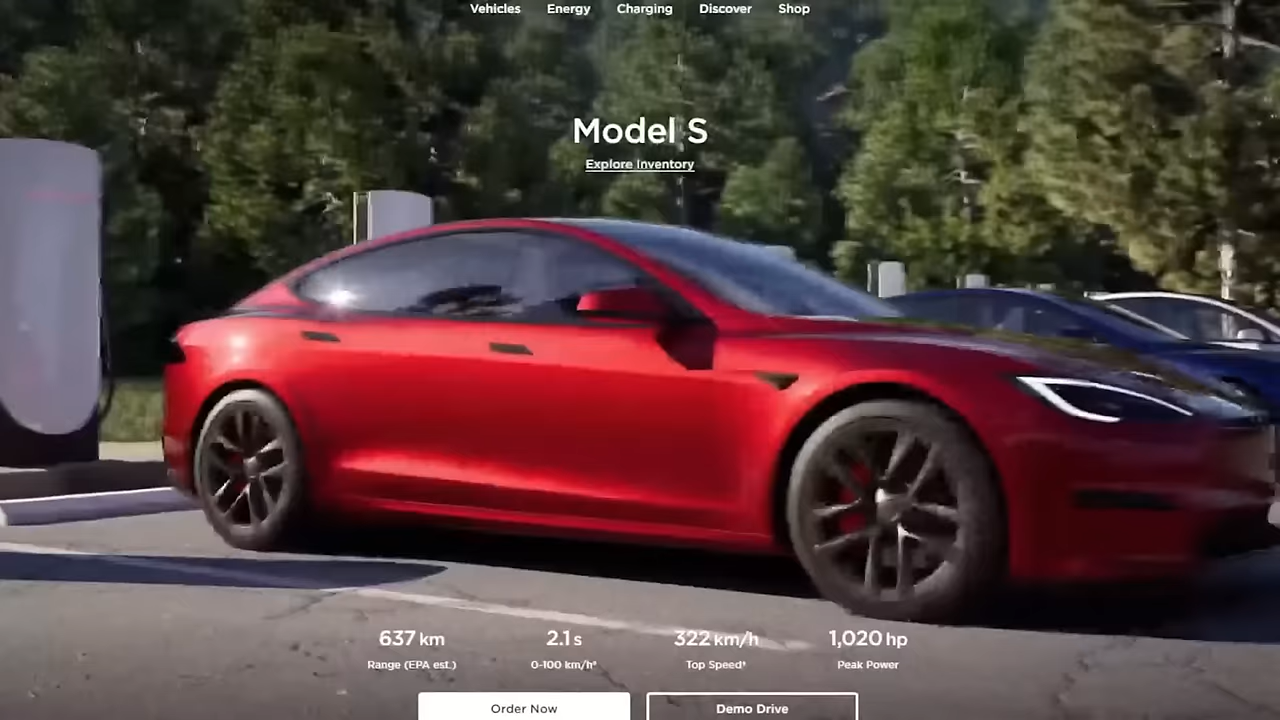 Vehicles Energy Charging Discover Shop
Model S
Explore Inventory
637 km 2.1 s 322 km/h 1,020 hp
Range (EPA est.) 0-100 km/h* Top Speed† Peak Power
Order Now Demo Drive